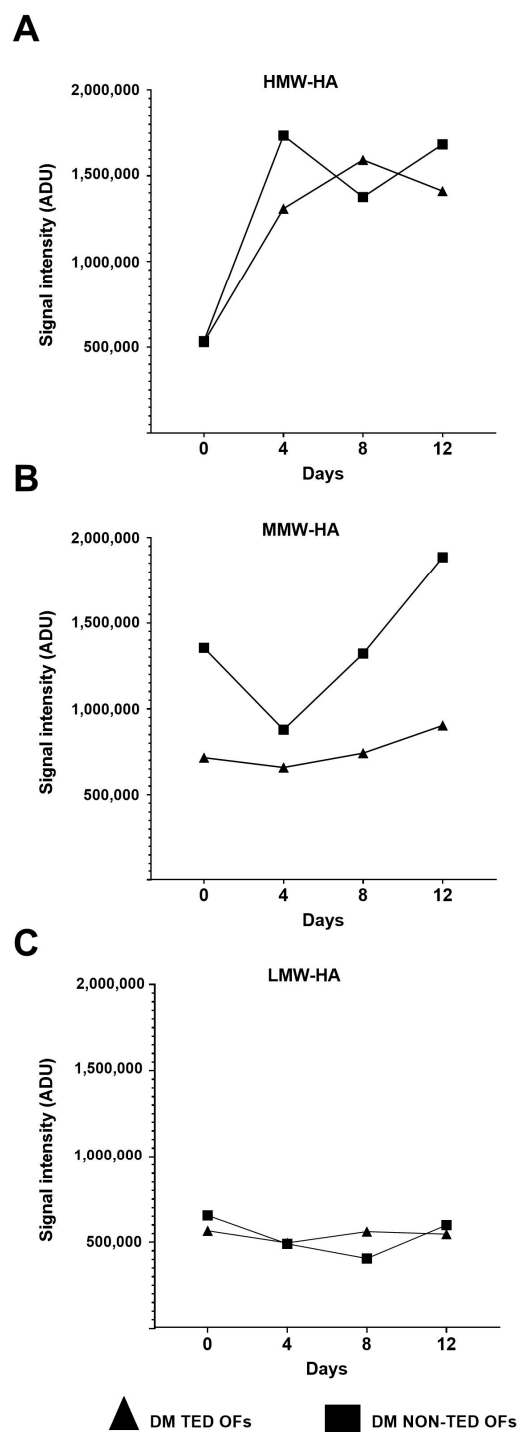 A
HMW-HA
Signal intensity (ADU)
2,000,000
1,500,000
1,000,000
500,000
0 4 8 12
Days
B
MMW-HA
Signal intensity (ADU)
2,000,000
1,500,000
1,000,000
500,000
0 4 8 12
Days
C
LMW-HA
Signal intensity (ADU)
2,000,000
1,500,000
1,000,000
500,000
0 4 8 12
Days
DM TED OFs DM NON-TED OFs